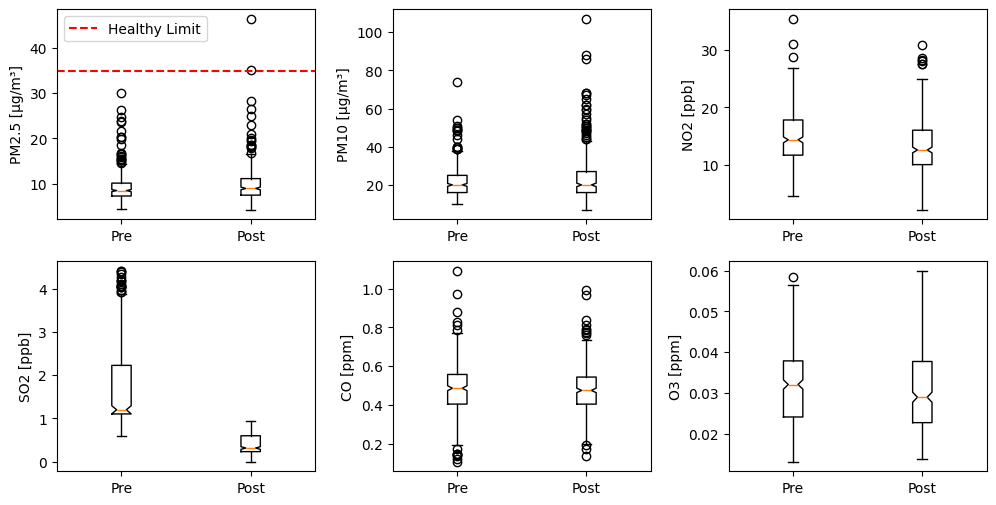 PM2.5 [µg/m³]
40
30
20
10
Healthy Limit
Pre
Post
PM10 [µg/m³]
100
80
60
40
20
Pre
Post
NO2 [ppb]
30
20
10
Pre
Post
SO2 [ppb]
4
3
2
1
0
Pre
Post
CO [ppm]
1.0
0.8
0.6
0.4
0.2
Pre
Post
O3 [ppm]
0.06
0.05
0.04
0.03
0.02
Pre
Post